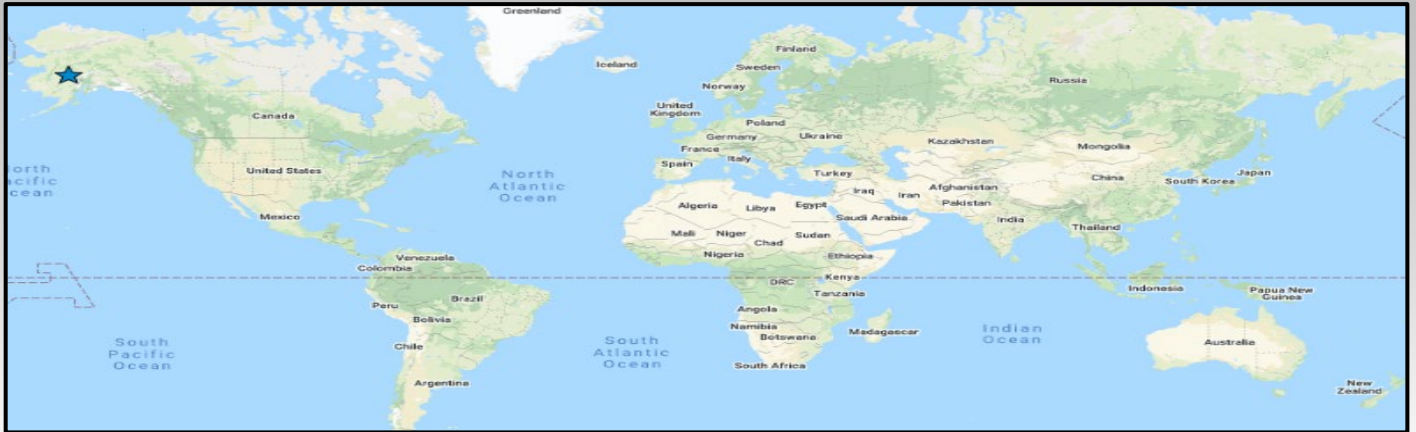 Greenland
Iceland
Finland
Sweden
Norway
Russia
United
Kingdom
Canada
Poland
Germany
Ukraine
Kazakhstan
Mongolia
France
Italy
Spain
United States
North
Atlantic
Ocean
orth
acific
cean
Turkey
China
Japan
South Korea
Iraq
Iran
Afghanistan
Pakistan
Algeria
Libya
Egypt
Saudi Arabia
Mexico
India
Thailand
Mali
Niger
Chad
Sudan
Nigeria
Ethiopia
Venezuela
Colombia
DRC
Kenya
Tanzania
Indonesia
Papua New
Guinea
Peru
Brazil
Bolivia
Angola
Namibia
Botswana
Madagascar
South
Pacific
Ocean
Chile
South
Atlantic
Ocean
Indian
Ocean
Australia
South Africa
Argentina
New
Zealand